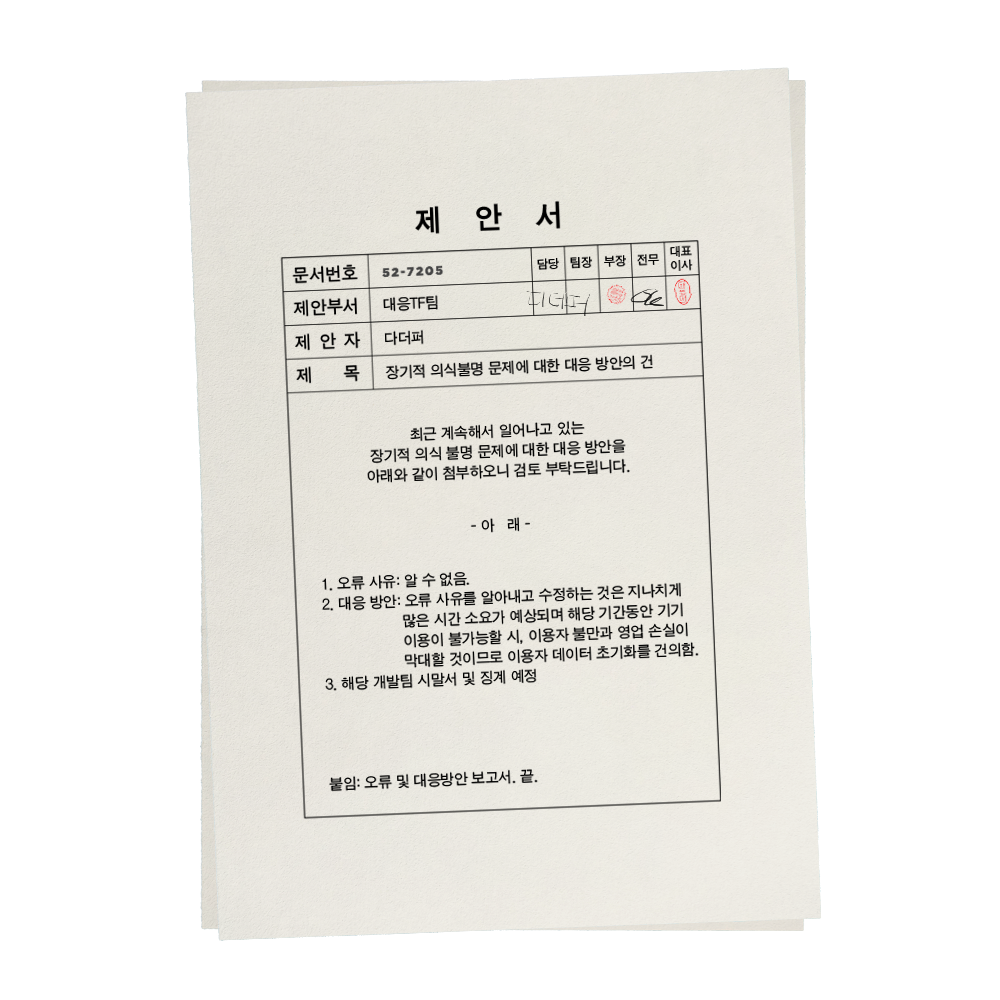 제 안 서
문서번호 52-7205 담당 팀장 부장 전무 대표
이사
제안부서 대응TF팀
제 안 자 다더퍼
제 목 장기적 의식불명 문제에 대한 대응 방안의 건
최근 계속해서 일어나고 있는
장기적 의식 불명 문제에 대한 대응 방안을
아래와 같이 첨부하오니 검토 부탁드립니다.
- 아 래 -
1. 오류 사유: 알 수 없음.
2. 대응 방안: 오류 사유를 알아내고 수정하는 것은 지나치게
많은 시간 소요가 예상되며 해당 기간동안 기기
이용이 불가능할 시, 이용자 불만과 영업 손실이
막대할 것이므로 이용자 데이터 초기화를 건의함.
3. 해당 개발팀 시말서 및 징계 예정
붙임: 오류 및 대응방안 보고서. 끝.